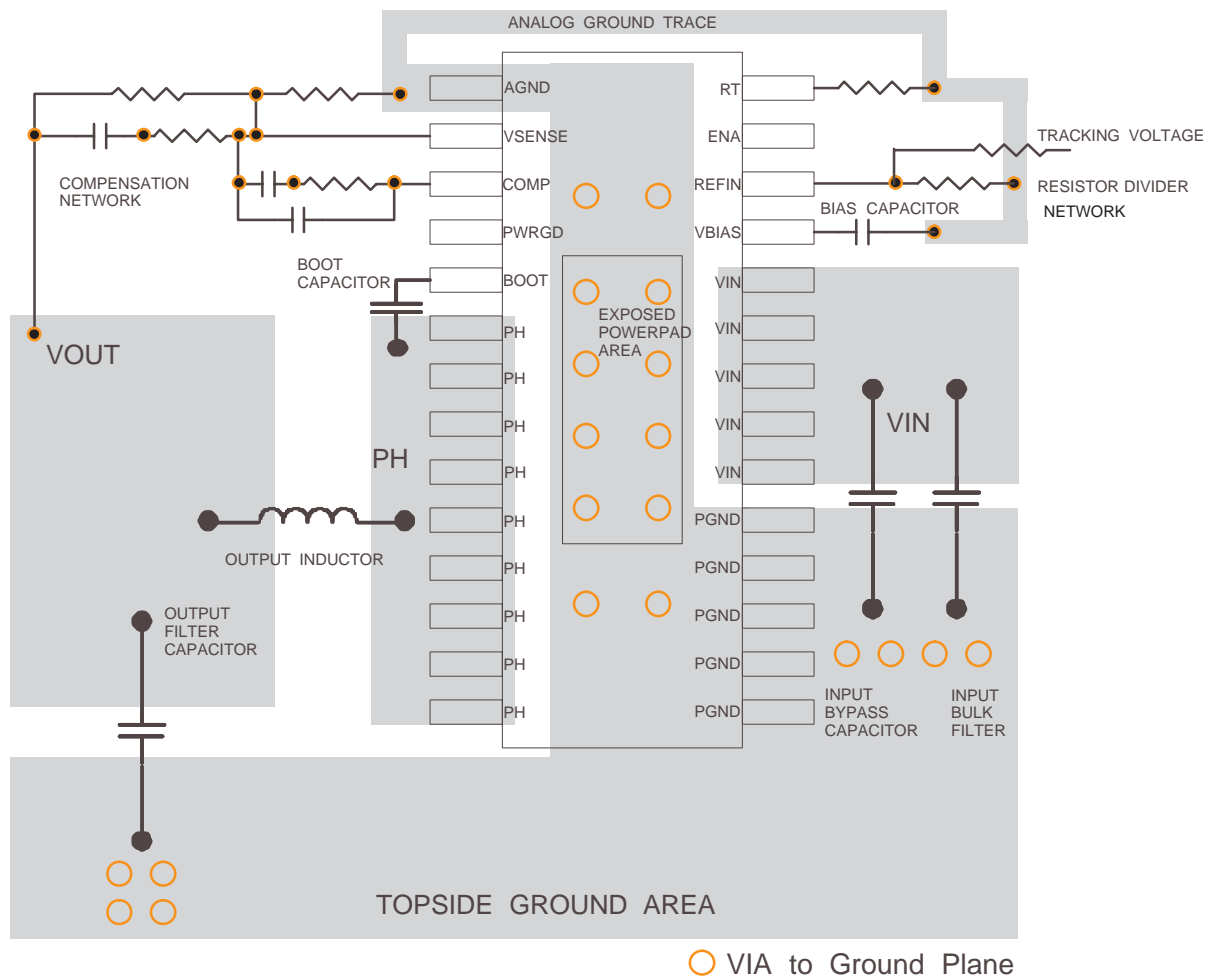 ANALOG GROUND TRACE
AGND
VSENSE
COMP
PWRGD
BOOT
PH
PH
PH
PH
PH
PH
PH
PH
PH
RT
ENA
REFIN
VBIAS
VIN
VIN
VIN
VIN
VIN
PGND
PGND
PGND
PGND
PGND
TRACKING VOLTAGE
RESISTOR DIVIDER
NETWORK
BIAS CAPACITOR
COMPENSATION
NETWORK
BOOT
CAPACITOR
VOUT
PH
EXPOSED
POWERPAD
AREA
VIN
OUTPUT INDUCTOR
OUTPUT
FILTER
CAPACITOR
INPUT
BYPASS
CAPACITOR
INPUT
BULK
FILTER
TOPSIDE GROUND AREA
VIA to Ground Plane